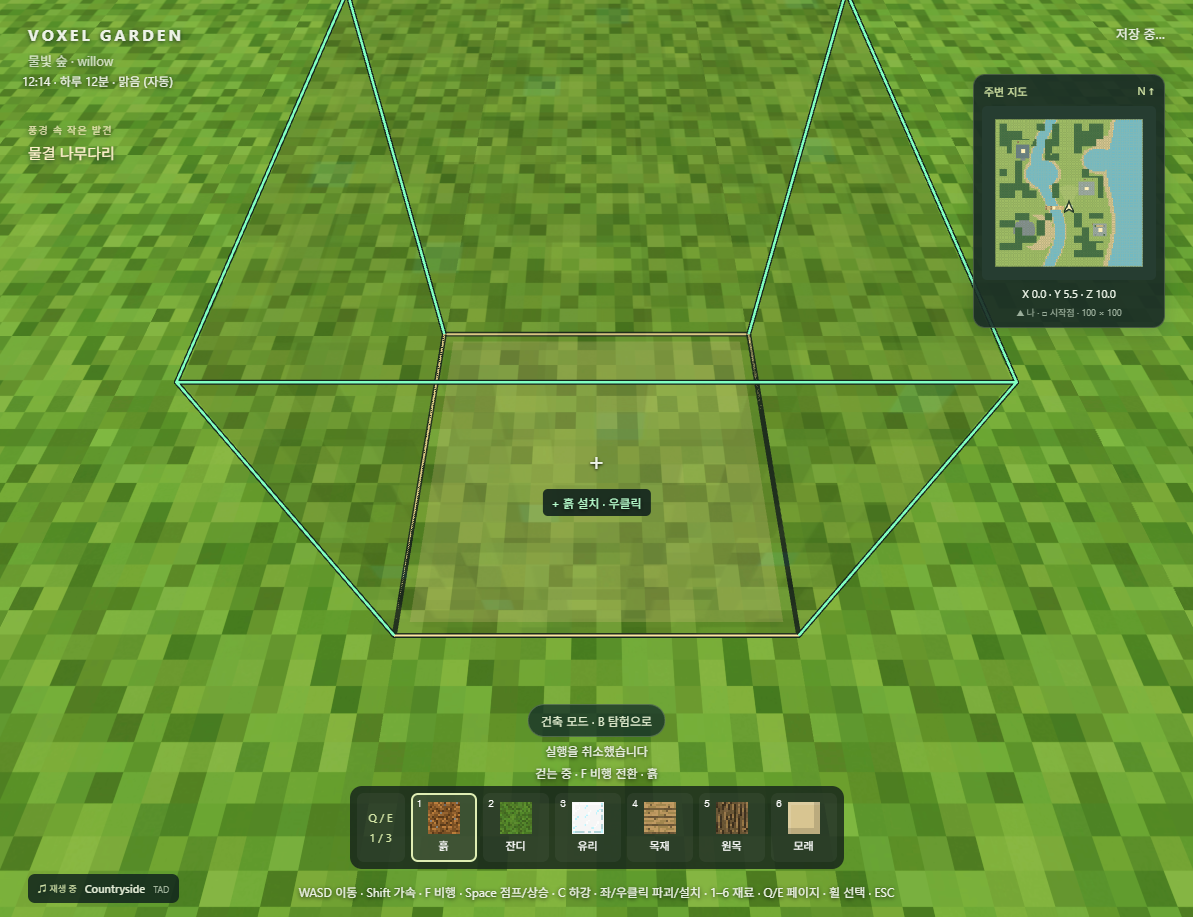 VOXEL GARDEN
물빛 숲 · willow
12:14 · 하루 12분 · 맑음 (자동)
풍경 속 작은 발견
물결 나무다리
저장 중...
주변 지도
N ↑
X 0.0 · Y 5.5 · Z 10.0
▲ 나 · □ 시작점 · 100 × 100
+ 흙 설치 · 우클릭
건축 모드 · B 탐험으로
실행을 취소했습니다
걷는 중 · F 비행 전환 · 흙
Q / E
1 / 3
1
흙
2
잔디
3
유리
4
목재
5
원목
6
모래
♫ 재생 중 Countryside TAD
WASD 이동 · Shift 가속 · F 비행 · Space 점프/상승 · C 하강 · 좌/우클릭 파괴/설치 · 1–6 재료 · Q/E 페이지 · 휠 선택 · ESC